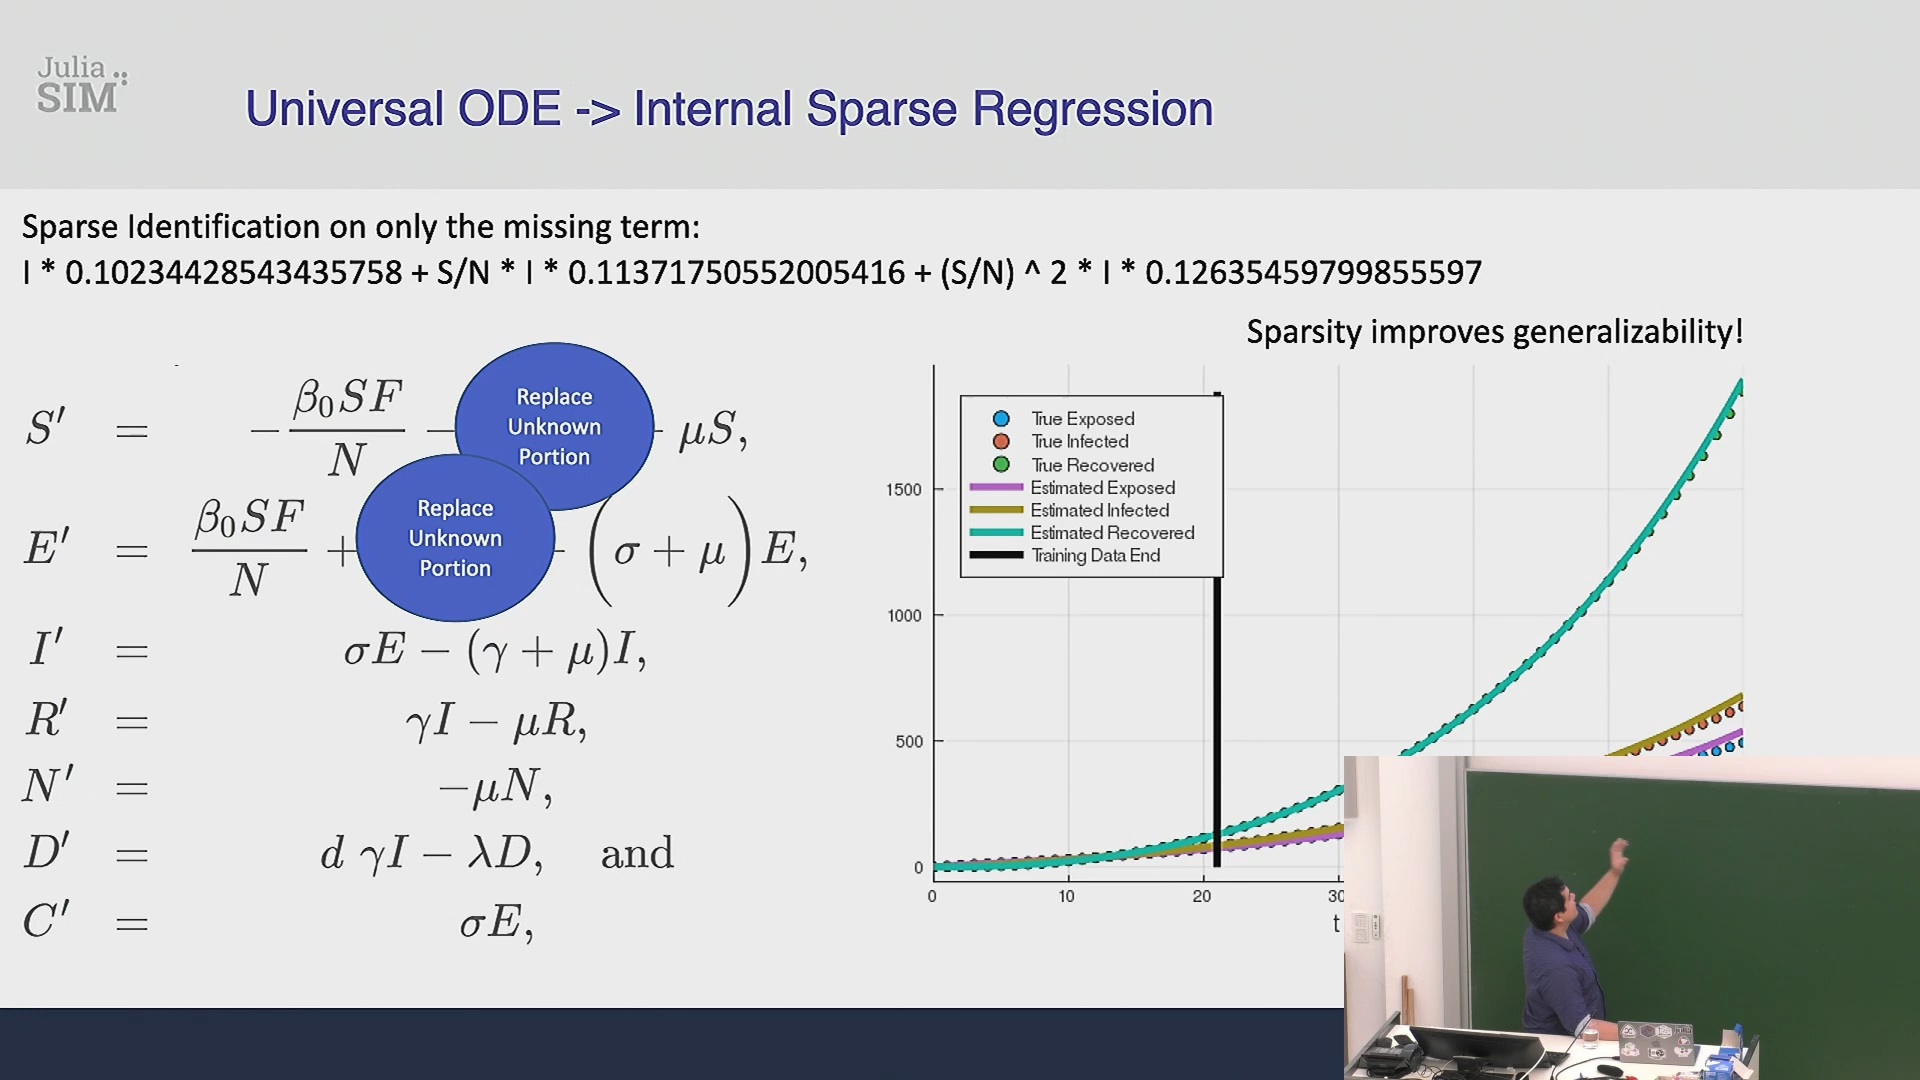 Julia
SIM
Universal ODE -> Internal Sparse Regression
Sparse Identification on only the missing term:
I * 0.10234428543435758 + S/N * I * 0.11371750552005416 + (S/N) ^ 2 * I * 0.12635459799855597
Sparsity improves generalizability!
S′ = − β₀SF/N − Replace Unknown Portion - μS,
E′ = β₀SF/N + Replace Unknown Portion - (σ + μ)E,
I′ = σE − (γ + μ)I,
R′ = γI − μR,
N′ = −μN,
D′ = d γI − λD, and
C′ = σE,
True Exposed
True Infected
True Recovered
Estimated Exposed
Estimated Infected
Estimated Recovered
Training Data End
1500
1000
500
0
0 10 20 30
t